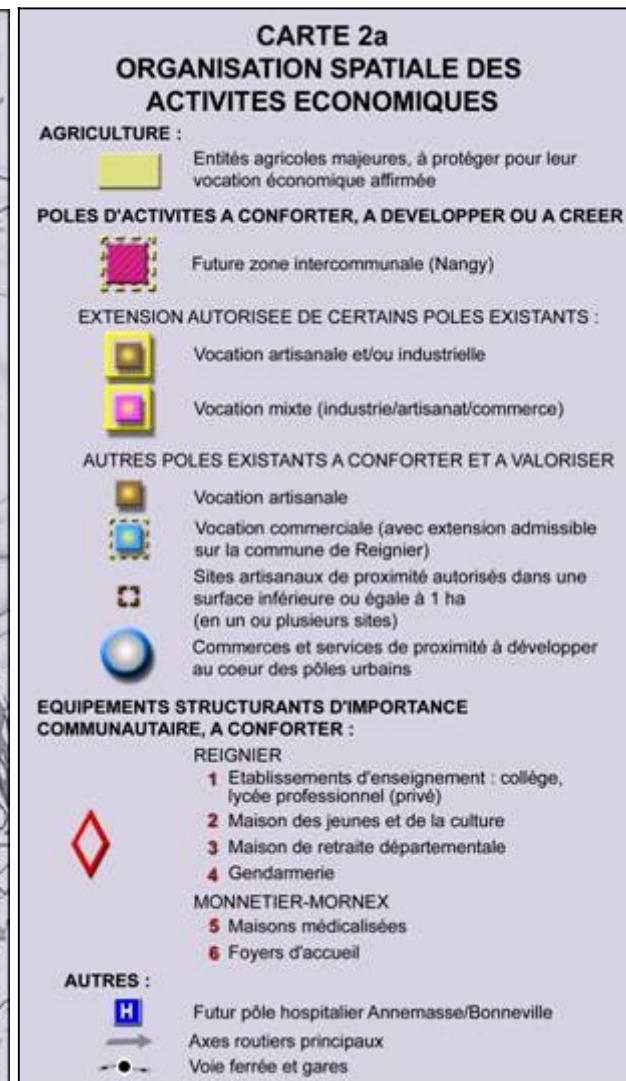 CARTE 2a
ORGANISATION SPATIALE DES
ACTIVITES ECONOMIQUES
AGRICULTURE :
Entités agricoles majeures, à protéger pour leur
vocation économique affirmée
POLES D'ACTIVITES A CONFORTER, A DEVELOPPER OU A CREER
Future zone intercommunale (Nangy)
EXTENSION AUTORISEE DE CERTAINS POLES EXISTANTS :
Vocation artisanale et/ou industrielle
Vocation mixte (industrie/artisanat/commerce)
AUTRES POLES EXISTANTS A CONFORTER ET A VALORISER
Vocation artisanale
Vocation commerciale (avec extension admissible
sur la commune de Reignier)
Sites artisanaux de proximité autorisés dans une
surface inférieure ou égale à 1 ha
(en un ou plusieurs sites)
Commerces et services de proximité à développer
au coeur des pôles urbains
EQUIPEMENTS STRUCTURANTS D'IMPORTANCE
COMMUNAUTAIRE, A CONFORTER :
REIGNIER
1 Etablissements d'enseignement : collège,
lycée professionnel (privé)
2 Maison des jeunes et de la culture
3 Maison de retraite départementale
4 Gendarmerie
MONNETIER-MORNEX
5 Maisons médicalisées
6 Foyers d'accueil
AUTRES :
H Futur pôle hospitalier Annemasse/Bonneville
Axes routiers principaux
Voie ferrée et gares